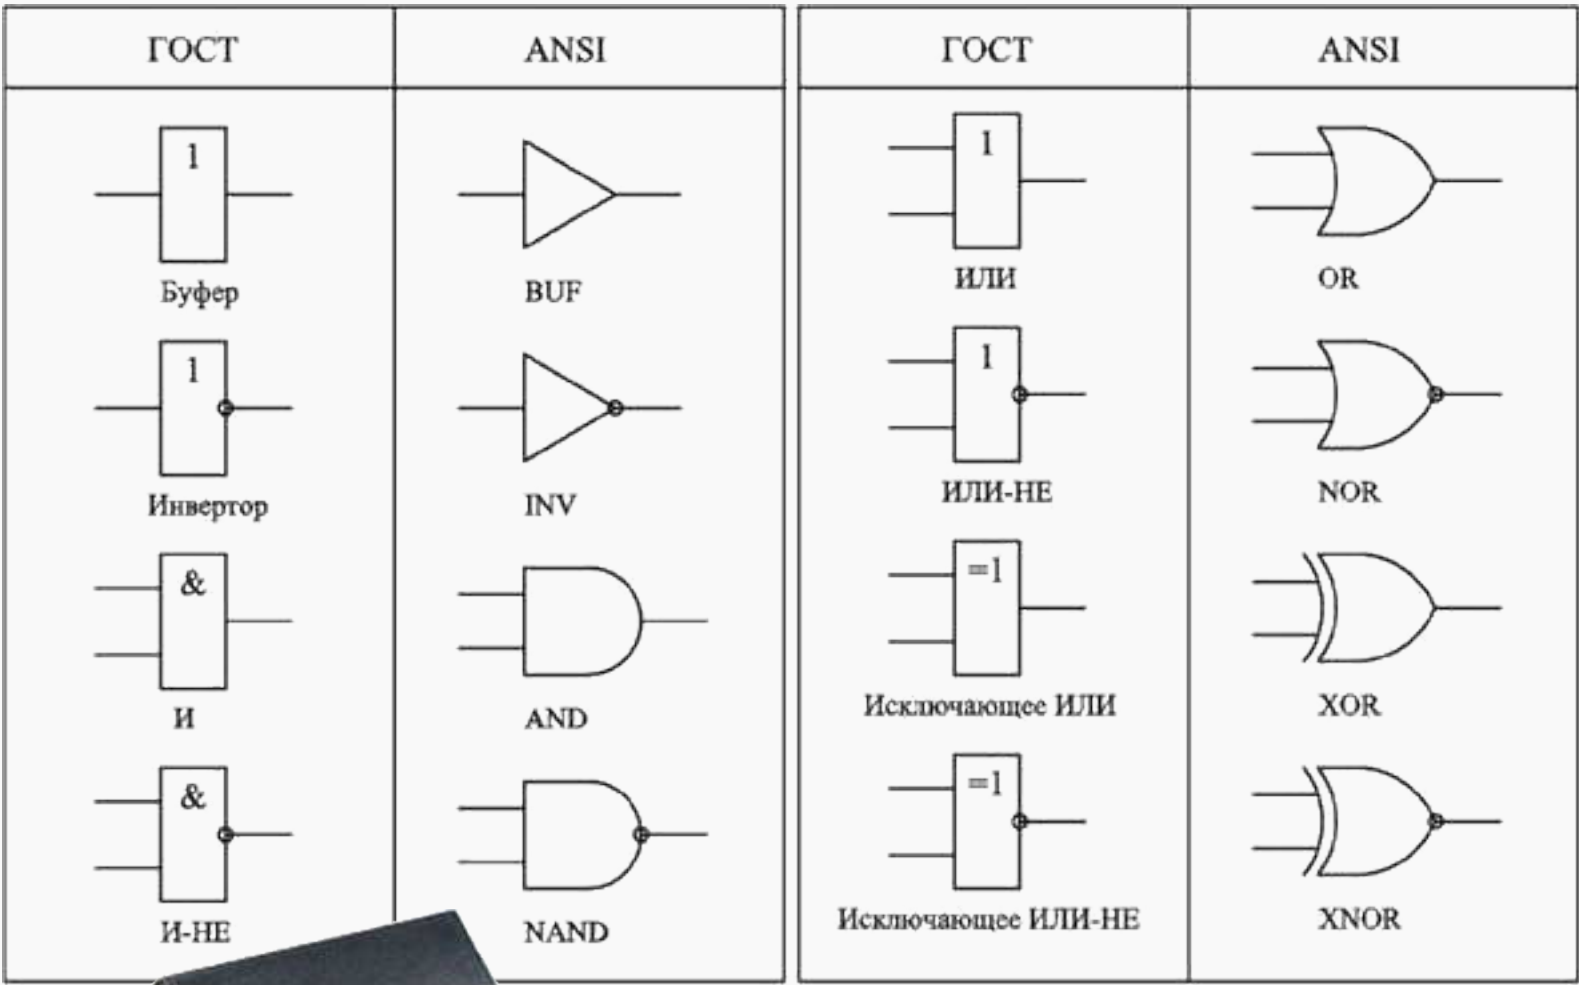 ГОСТ ANSI
1
Буфер BUF
1
Инвертор INV
&
И AND
&
И-НЕ NAND
ГОСТ ANSI
1
ИЛИ OR
1
ИЛИ-НЕ NOR
=1
Исключающее ИЛИ XOR
=1
Исключающее ИЛИ-НЕ XNOR